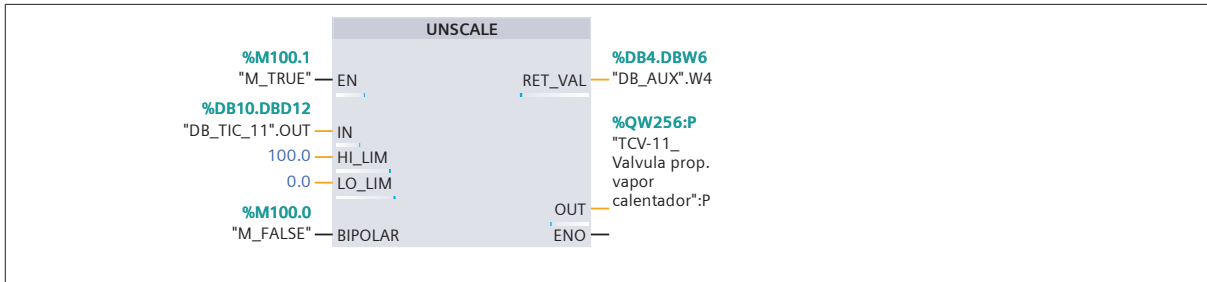 UNSCALE
%M100.1
"M_TRUE"
EN
%DB10.DBD12
"DB_TIC_11".OUT
IN
100.0
HI_LIM
0.0
LO_LIM
%M100.0
"M_FALSE"
BIPOLAR
RET_VAL
%DB4.DBW6
"DB_AUX".W4
%QW256:P
"TCV-11_
Valvula prop.
vapor
calentador":P
OUT
ENO